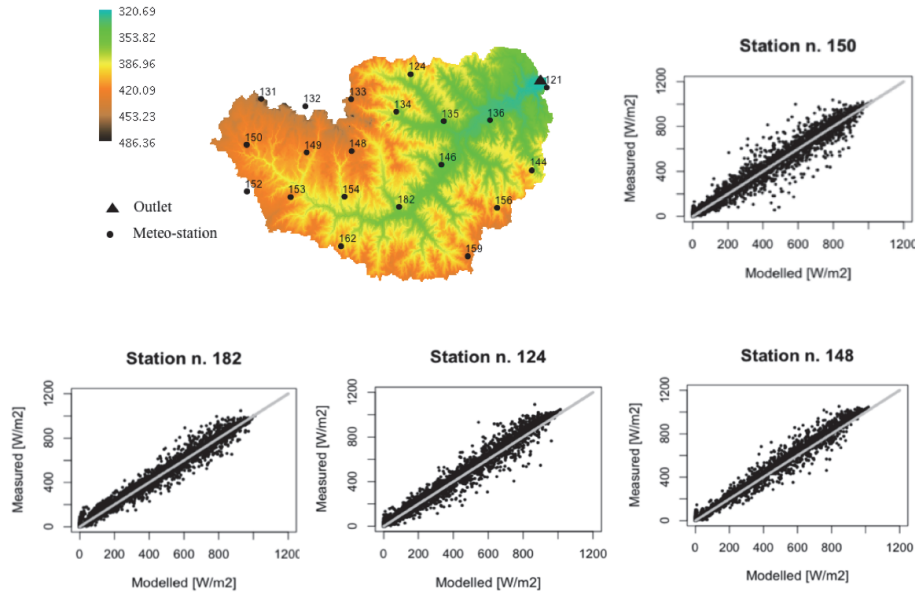 320.69
353.82
386.96
420.09
453.23
486.36
Outlet
Meteo-station
124
121
131
132
133
134
135
136
150
149
148
146
144
152
153
154
182
156
162
159
Station n. 150
Measured [W/m2]
1200
800
400
0
0 200 400 600 800 1200
Modelled [W/m2]
Station n. 182
Measured [W/m2]
1200
800
400
0
0 200 400 600 800 1200
Modelled [W/m2]
Station n. 124
Measured [W/m2]
1200
800
400
0
0 200 400 600 800 1200
Modelled [W/m2]
Station n. 148
Measured [W/m2]
1200
800
400
0
0 200 400 600 800 1200
Modelled [W/m2]